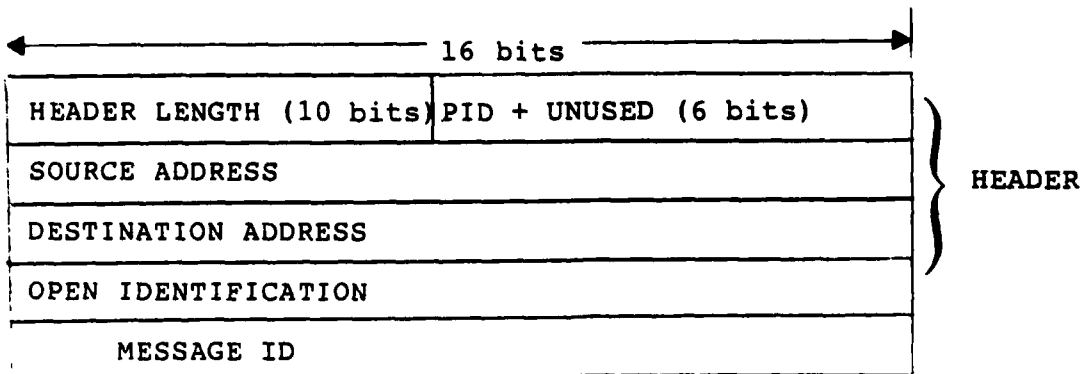 16 bits
HEADER LENGTH (10 bits) PID + UNUSED (6 bits)
SOURCE ADDRESS
HEADER
DESTINATION ADDRESS
OPEN IDENTIFICATION
MESSAGE ID